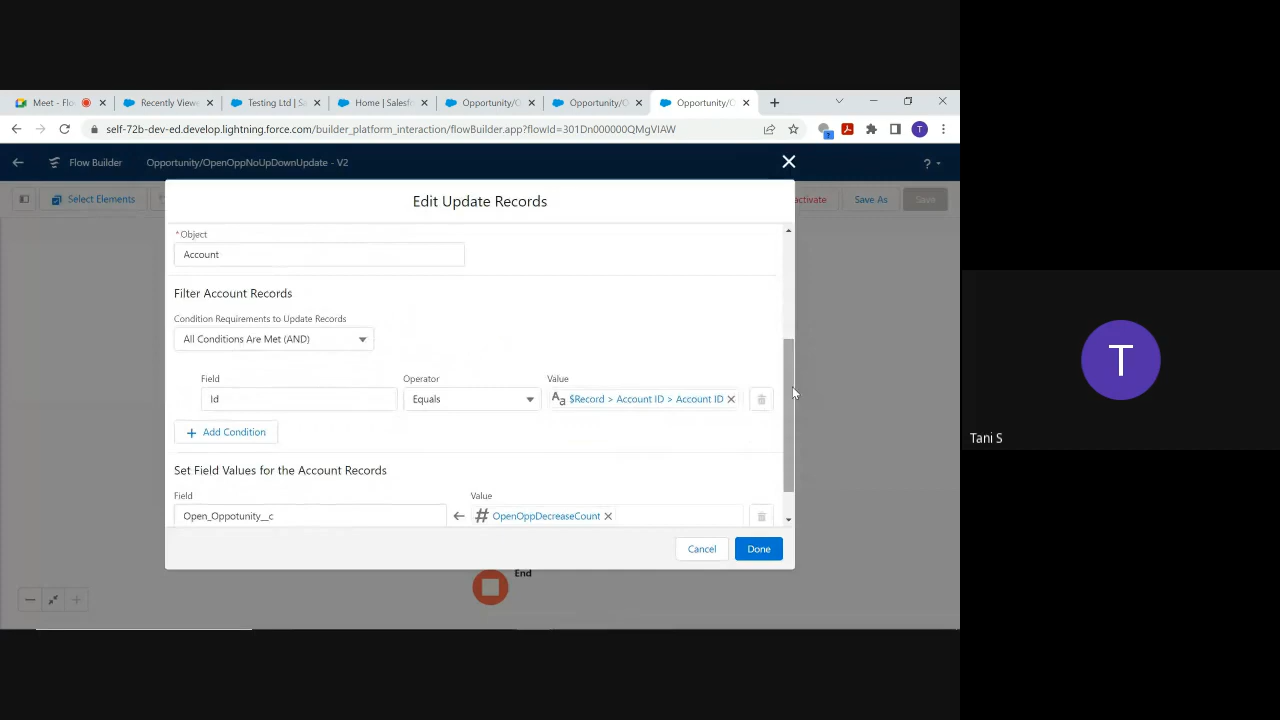 Meet - Flo
Recently View
Testing Ltd | S
Home | Salesf
Opportunity/O
Opportunity/O
Opportunity/O
self-72b-dev-ed.develop.lightning.force.com/builder_platform_interaction/flowBuilder.app?flowId=301Dn000000QMgVIAW
T
Flow Builder
Opportunity/OpenOppNoUpDownUpdate - V2
?
Select Elements
activate
Save As
Save
Edit Update Records
*Object
Account
Filter Account Records
Condition Requirements to Update Records
All Conditions Are Met (AND)
Field Operator Value
Id Equals Aa $Record > Account ID > Account ID
+ Add Condition
Set Field Values for the Account Records
Field Value
Open_Oppotunity__c ← # OpenOppDecreaseCount
Cancel Done
End
T
Tani S